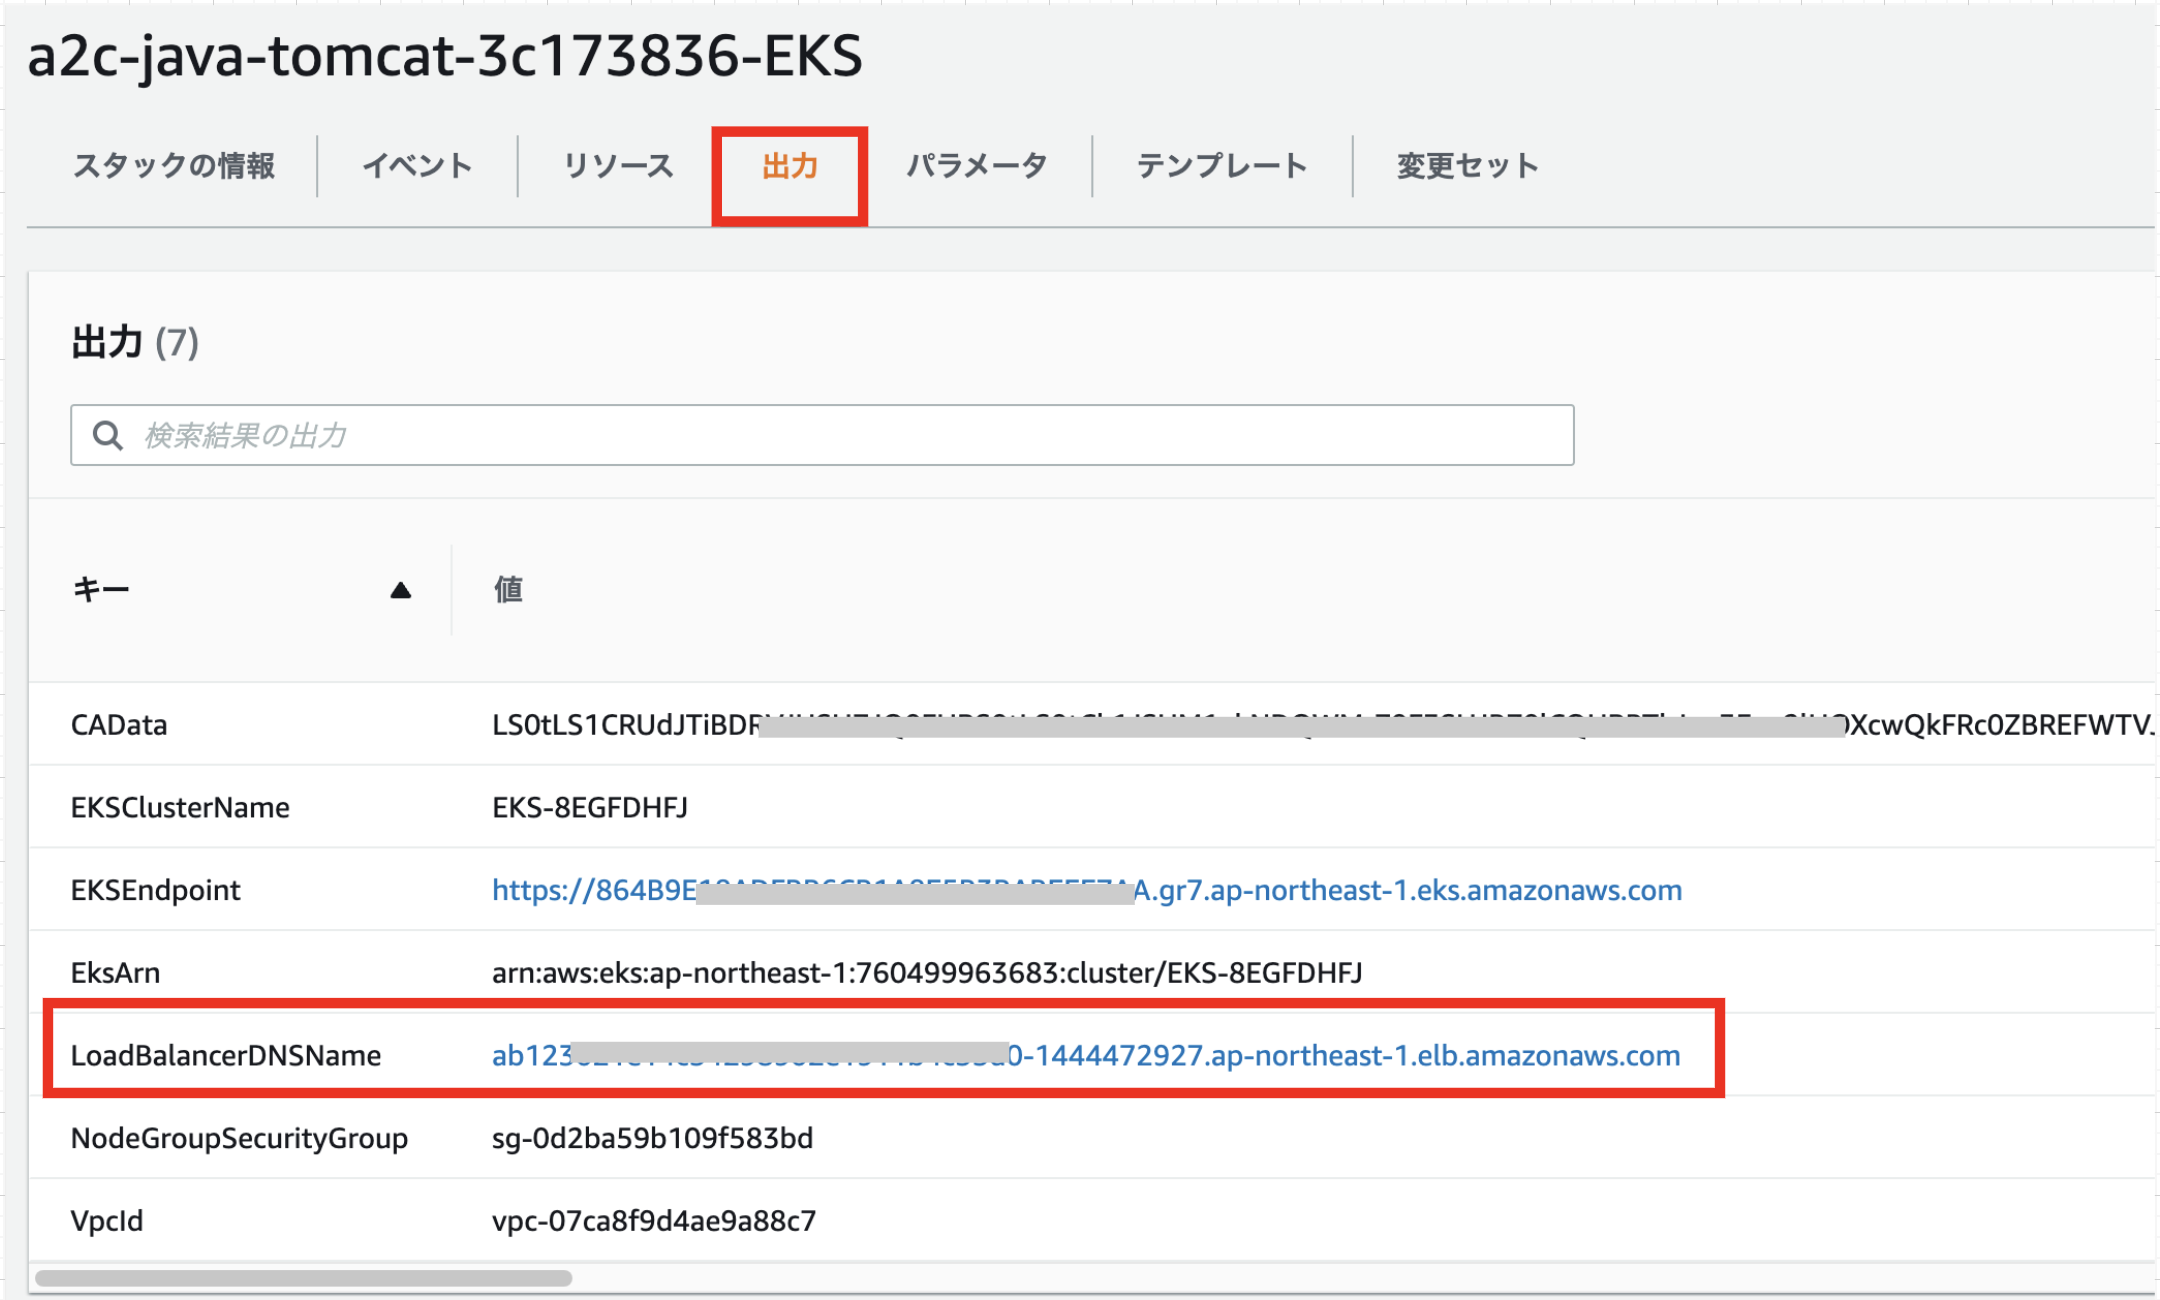 a2c-java-tomcat-3c173836-EKS
スタックの情報 イベント リソース 出力 パラメータ テンプレート 変更セット
出力 (7)
検索結果の出力
キー 値
CAData LS0tLS1CRUdJTiBDR XcwQkFRc0ZBREFWTV
EKSClusterName EKS-8EGFDHFJ
EKSEndpoint https://864B9E A.gr7.ap-northeast-1.eks.amazonaws.com
EksArn arn:aws:eks:ap-northeast-1:760499963683:cluster/EKS-8EGFDHFJ
LoadBalancerDNSName ab123 0-1444472927.ap-northeast-1.elb.amazonaws.com
NodeGroupSecurityGroup sg-0d2ba59b109f583bd
VpcId vpc-07ca8f9d4ae9a88c7